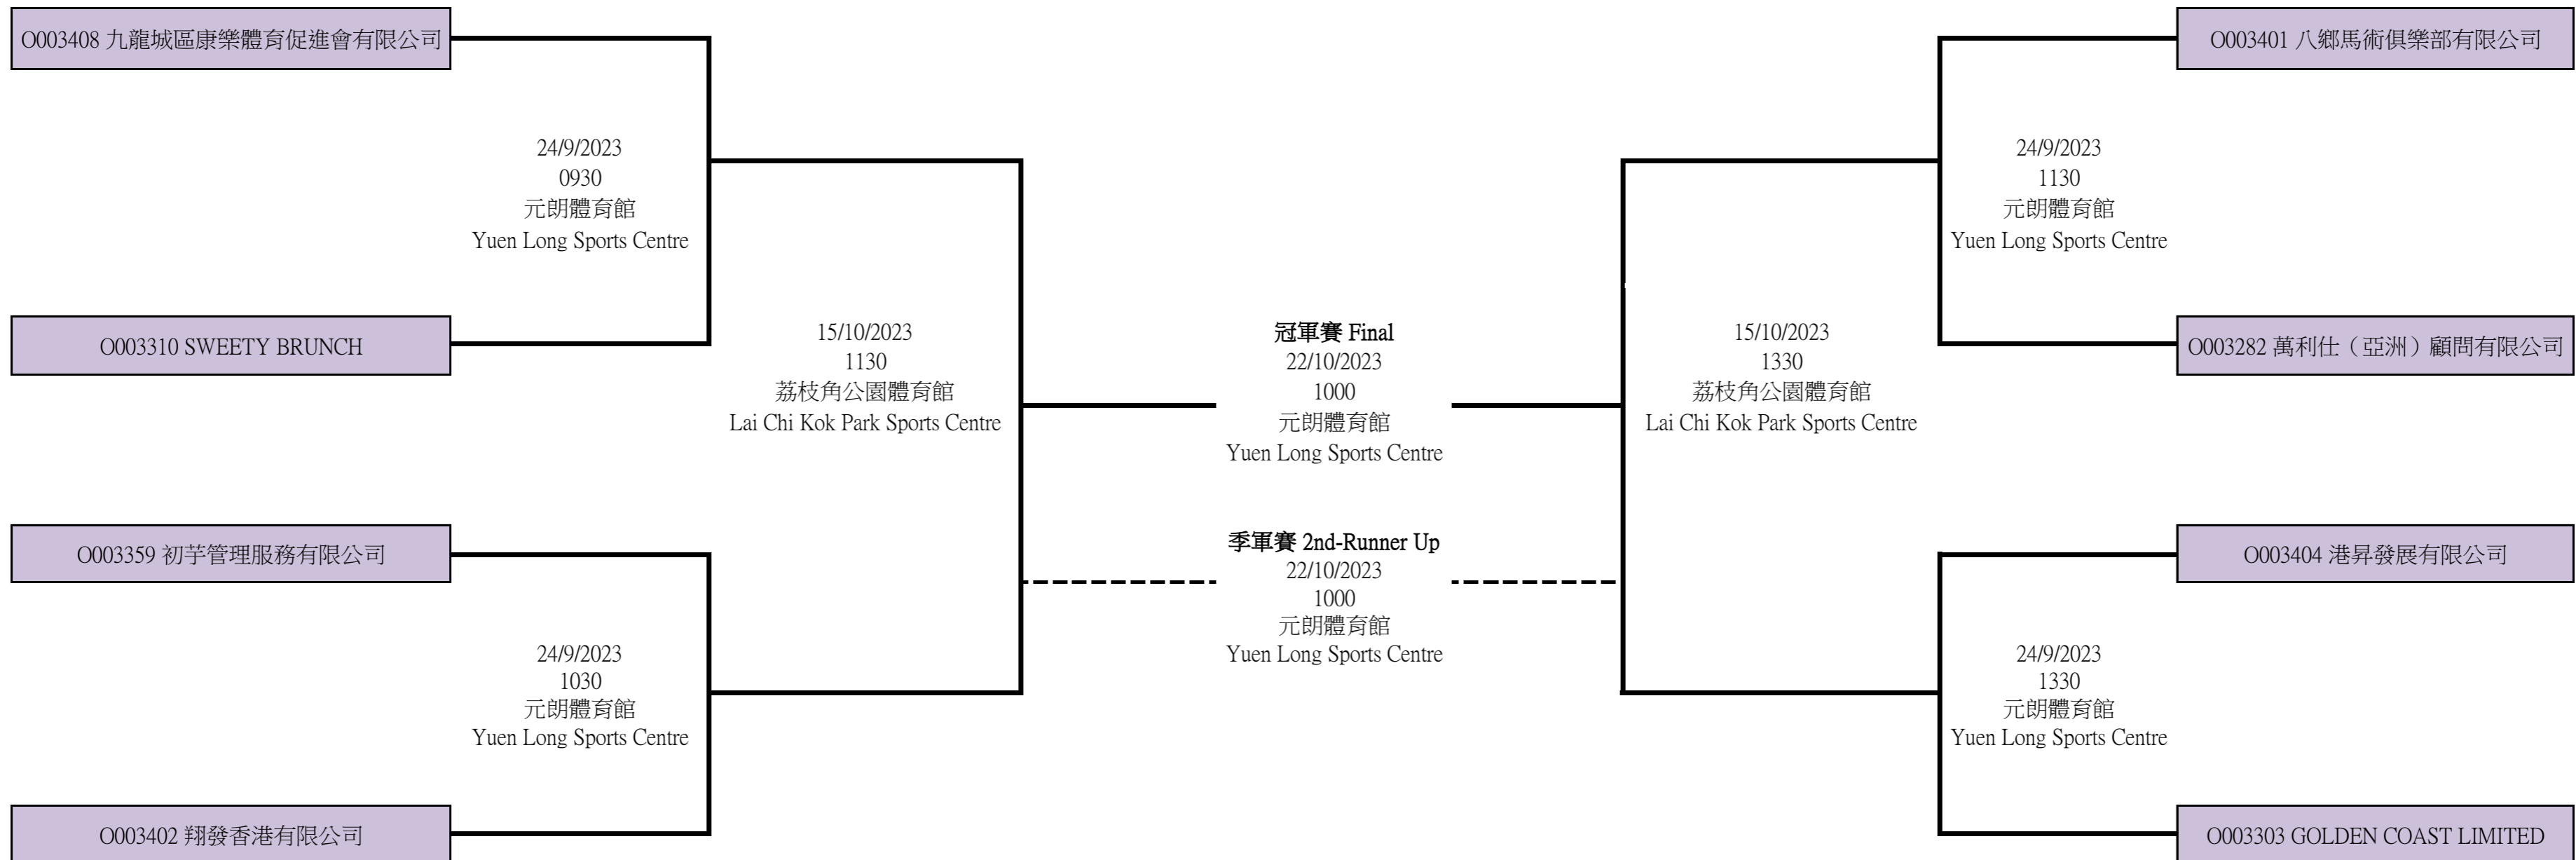 O003408 九龍城區康樂體育促進會有限公司
24/9/2023
0930
元朗體育館
Yuen Long Sports Centre
O003310 SWEETY BRUNCH
15/10/2023
1130
荔枝角公園體育館
Lai Chi Kok Park Sports Centre
O003359 初芋管理服務有限公司
24/9/2023
1030
元朗體育館
Yuen Long Sports Centre
O003402 翔發香港有限公司
冠軍賽 Final
22/10/2023
1000
元朗體育館
Yuen Long Sports Centre
季軍賽 2nd-Runner Up
22/10/2023
1000
元朗體育館
Yuen Long Sports Centre
O003401 八鄉馬術俱樂部有限公司
24/9/2023
1130
元朗體育館
Yuen Long Sports Centre
O003282 萬利仕（亞洲）顧問有限公司
15/10/2023
1330
荔枝角公園體育館
Lai Chi Kok Park Sports Centre
O003404 港昇發展有限公司
24/9/2023
1330
元朗體育館
Yuen Long Sports Centre
O003303 GOLDEN COAST LIMITED